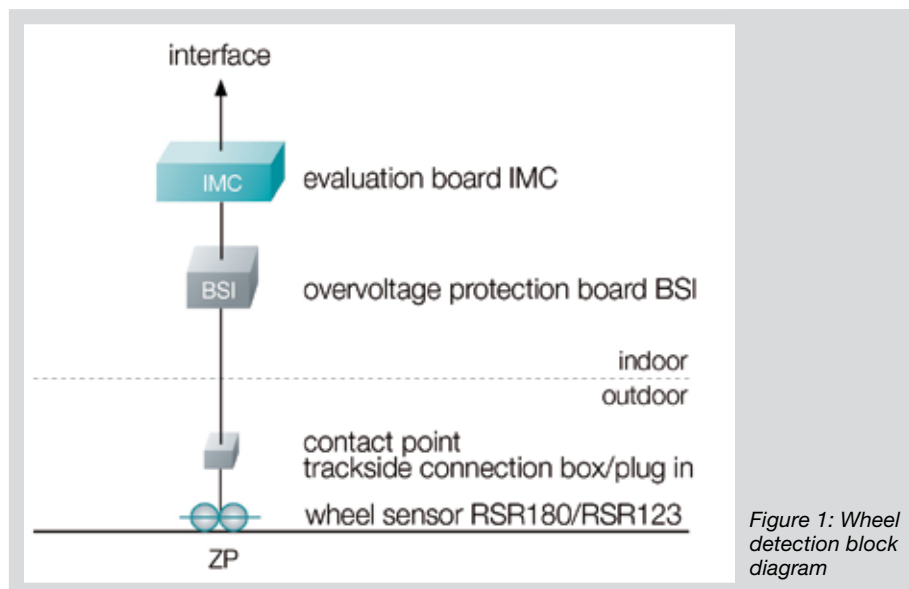 interface
IMC
evaluation board IMC
BSI
overvoltage protection board BSI
indoor
outdoor
contact point
trackside connection box/plug in
wheel sensor RSR180/RSR123
ZP
Figure 1: Wheel
detection block
diagram